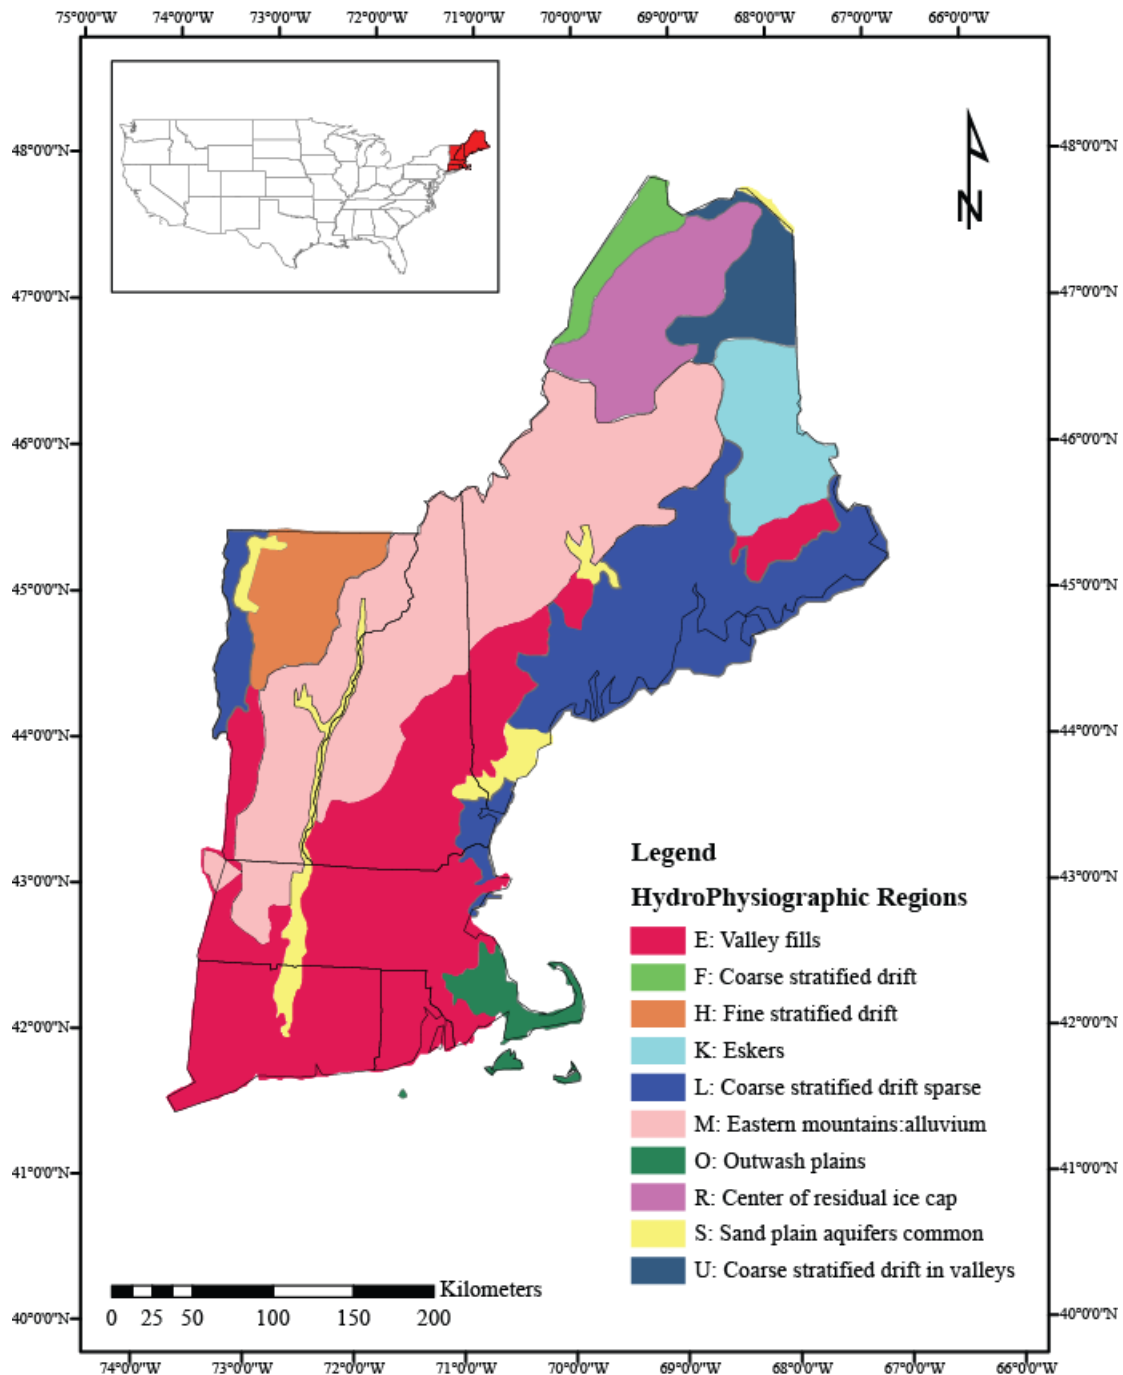 75°0'0"W 74°0'0"W 73°0'0"W 72°0'0"W 71°0'0"W 70°0'0"W 69°0'0"W 68°0'0"W 67°0'0"W 66°0'0"W
48°0'0"N 48°0'0"N
N
47°0'0"N 47°0'0"N
46°0'0"N 46°0'0"N
45°0'0"N 45°0'0"N
44°0'0"N 44°0'0"N
43°0'0"N 43°0'0"N
42°0'0"N 42°0'0"N
41°0'0"N 41°0'0"N
40°0'0"N 40°0'0"N
Legend
HydroPhysiographic Regions
E: Valley fills
F: Coarse stratified drift
H: Fine stratified drift
K: Eskers
L: Coarse stratified drift sparse
M: Eastern mountains:alluvium
O: Outwash plains
R: Center of residual ice cap
S: Sand plain aquifers common
U: Coarse stratified drift in valleys
Kilometers
0 25 50 100 150 200
74°0'0"W 73°0'0"W 72°0'0"W 71°0'0"W 70°0'0"W 69°0'0"W 68°0'0"W 67°0'0"W 66°0'0"W